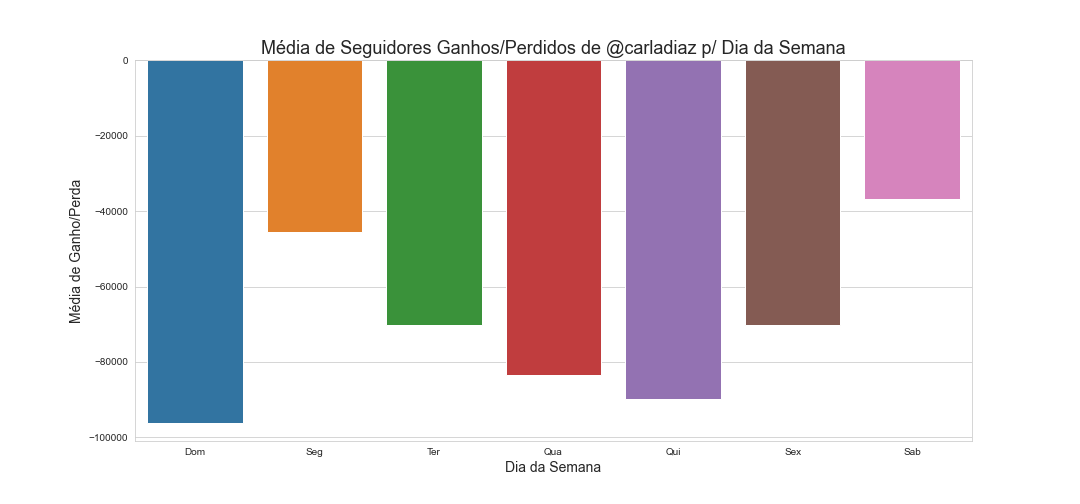 Média de Seguidores Ganhos/Perdidos de @carladiaz p/ Dia da Semana
Média de Ganho/Perda
0
−20000
−40000
−60000
−80000
−100000
Dom Seg Ter Qua Qui Sex Sab
Dia da Semana